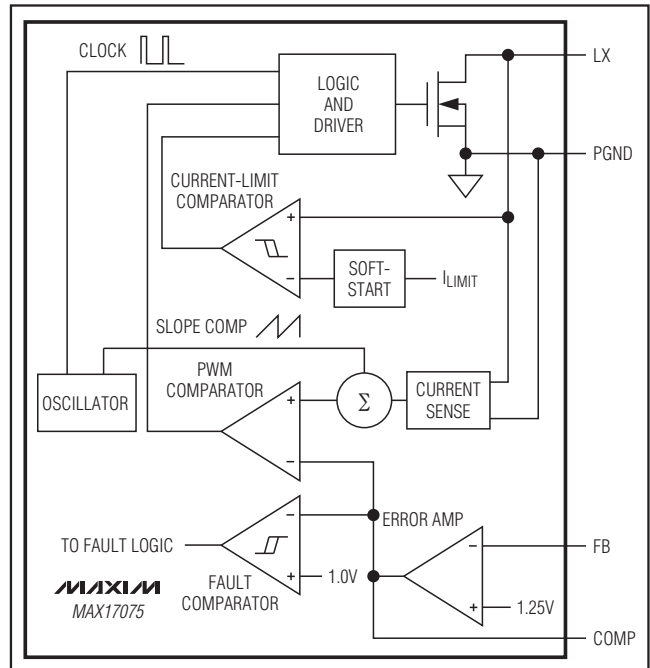 CLOCK
LOGIC
AND
DRIVER
LX
PGND
CURRENT-LIMIT
COMPARATOR
+
−
SOFT-
START
ILIMIT
SLOPE COMP
PWM
COMPARATOR
OSCILLATOR
+
−
Σ
CURRENT
SENSE
ERROR AMP
TO FAULT LOGIC
−
+
1.0V
FAULT
COMPARATOR
−
+
1.25V
FB
COMP
MAXIM
MAX17075